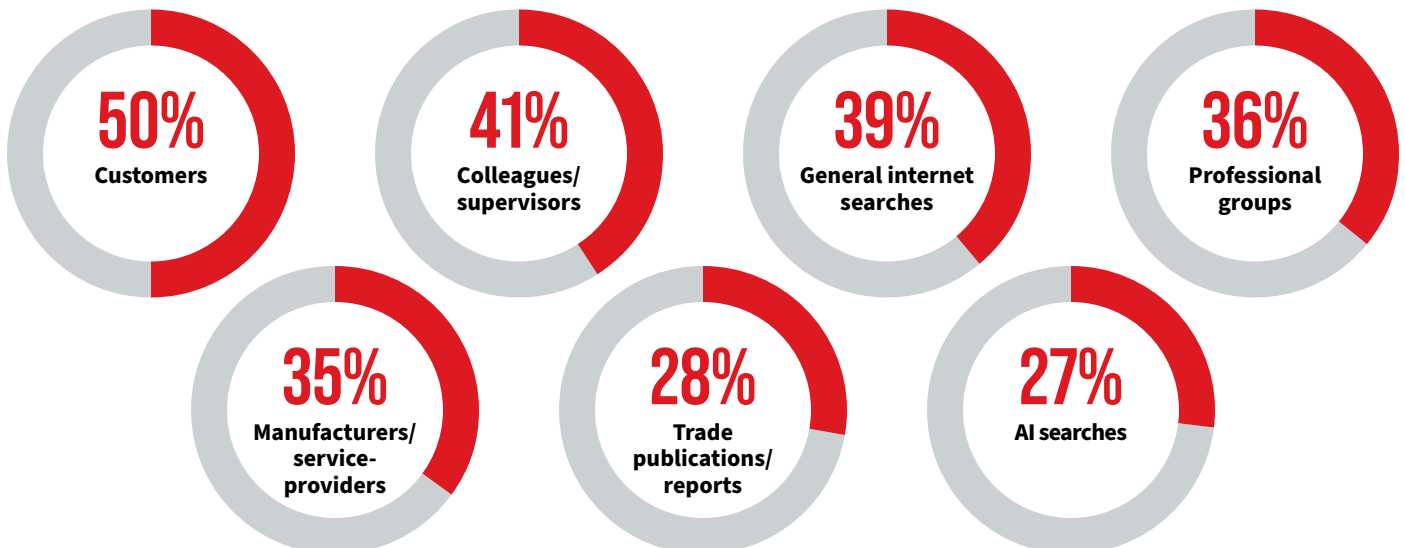 50%
Customers
41%
Colleagues/
supervisors
39%
General internet
searches
36%
Professional
groups
35%
Manufacturers/
service-
providers
28%
Trade
publications/
reports
27%
AI searches